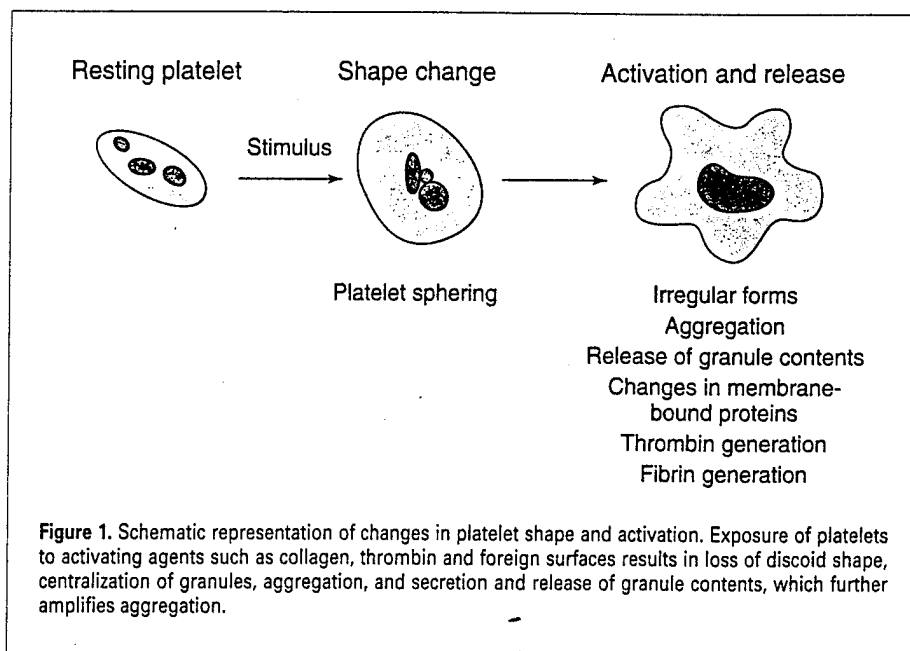 Resting platelet
Shape change
Activation and release
Stimulus
Platelet sphering
Irregular forms
Aggregation
Release of granule contents
Changes in membrane-
bound proteins
Thrombin generation
Fibrin generation
Figure 1. Schematic representation of changes in platelet shape and activation. Exposure of platelets
to activating agents such as collagen, thrombin and foreign surfaces results in loss of discoid shape,
centralization of granules, aggregation, and secretion and release of granule contents, which further
amplifies aggregation.